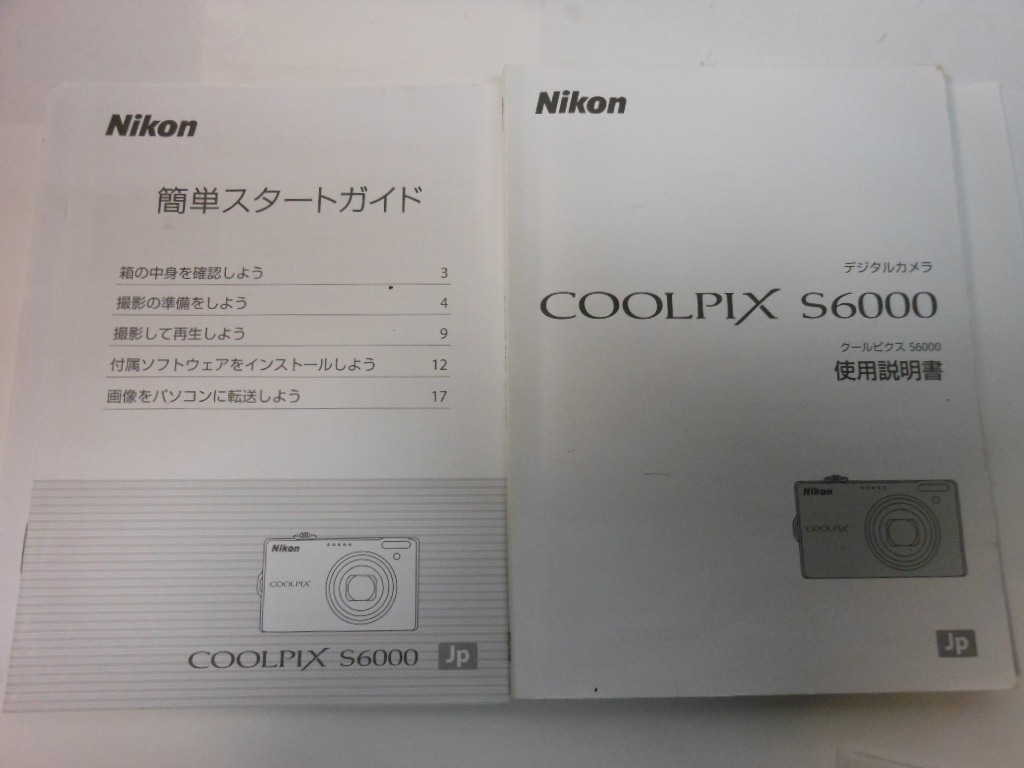 Nikon
簡単スタートガイド
箱の中身を確認しよう 3
撮影の準備をしよう 4
撮影して再生しよう 9
付属ソフトウェアをインストールしよう 12
画像をパソコンに転送しよう 17
Nikon
COOLPIX
COOLPIX S6000 Jp
Nikon
デジタルカメラ
COOLPIX S6000
クールピクス S6000
使用説明書
Nikon
COOLPIX
Jp